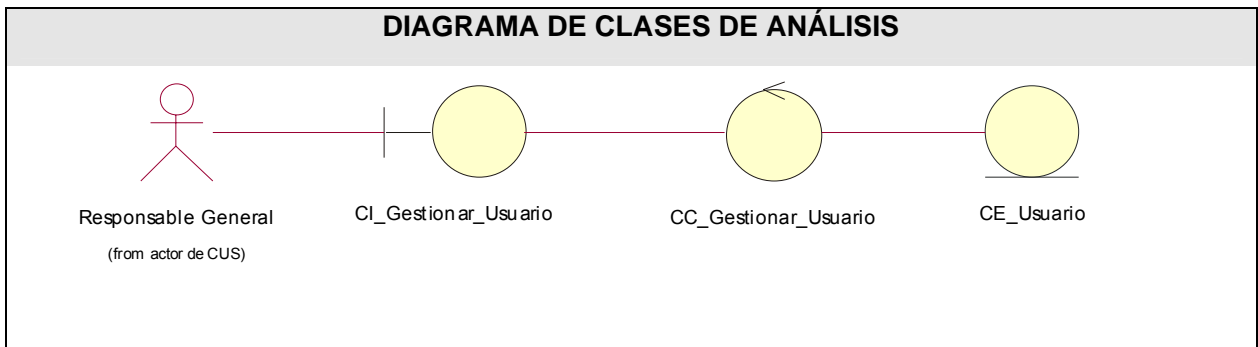 DIAGRAMA DE CLASES DE ANÁLISIS
Responsable General
(from actor de CUS)
CI_Gestionar_Usuario
CC_Gestionar_Usuario
CE_Usuario